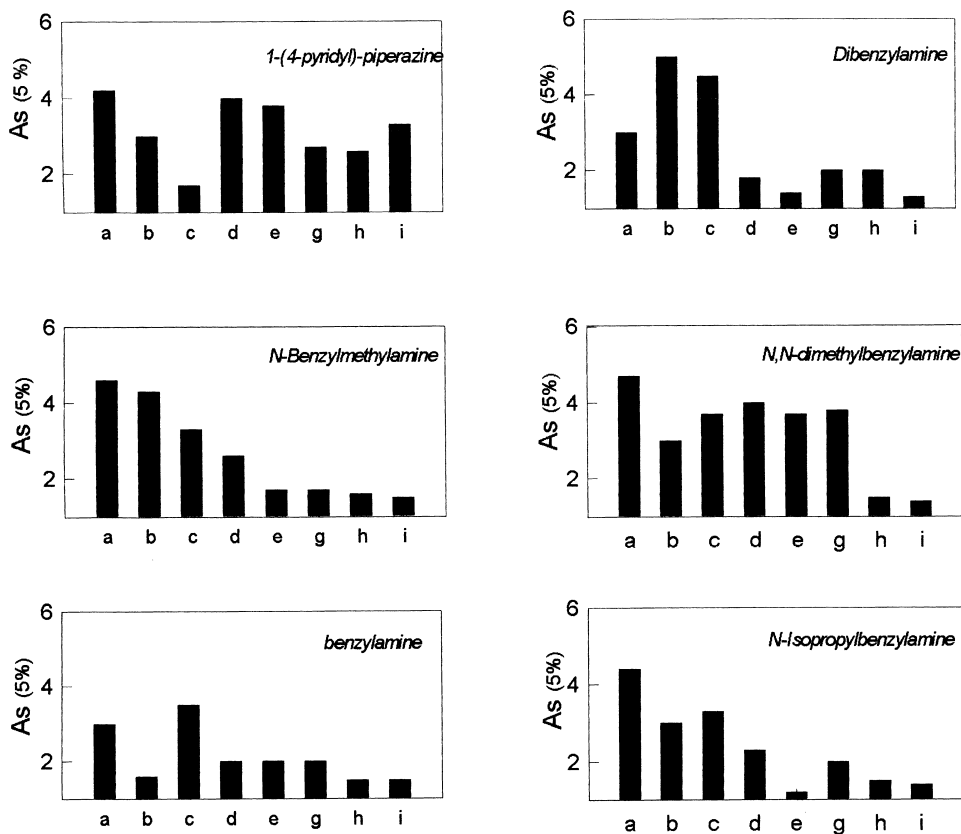 6
1-(4-pyridyl)-piperazine
As (5 %)
4
2
a b c d e g h i
6
Dibenzylamine
As (5%)
4
2
a b c d e g h i
6
N-Benzylmethylamine
As (5%)
4
2
a b c d e g h i
6
N,N-dimethylbenzylamine
As (5%)
4
2
a b c d e g h i
6
benzylamine
As (5%)
4
2
a b c d e g h i
6
N-Isopropylbenzylamine
As (5%)
4
2
a b c d e g h i